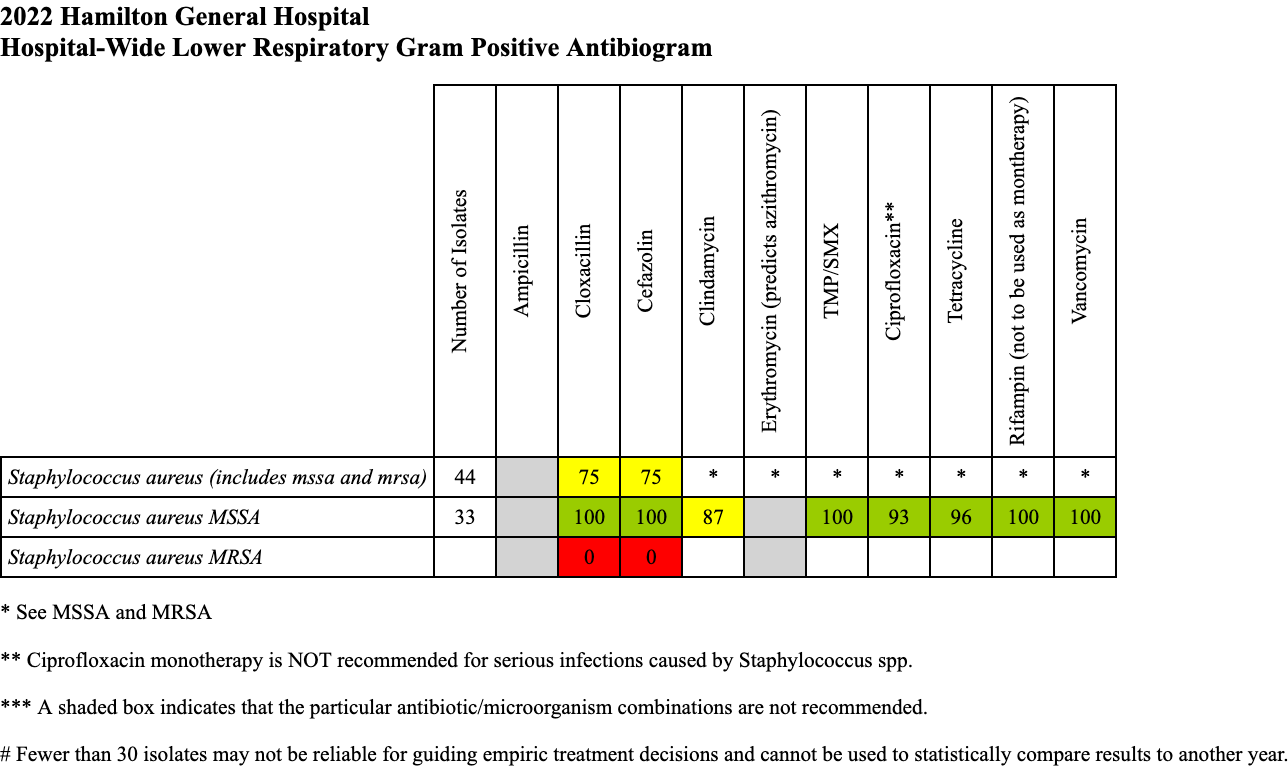 2022 Hamilton General Hospital
Hospital-Wide Lower Respiratory Gram Positive Antibiogram
Number of Isolates
Ampicillin
Cloxacillin
Cefazolin
Clindamycin
Erythromycin (predicts azithromycin)
TMP/SMX
Ciprofloxacin**
Tetracycline
Rifampin (not to be used as montherapy)
Vancomycin
Staphylococcus aureus (includes mssa and mrsa) 44 75 75 * * * * * * *
Staphylococcus aureus MSSA 33 100 100 87 100 93 96 100 100
Staphylococcus aureus MRSA 0 0
* See MSSA and MRSA
** Ciprofloxacin monotherapy is NOT recommended for serious infections caused by Staphylococcus spp.
*** A shaded box indicates that the particular antibiotic/microorganism combinations are not recommended.
# Fewer than 30 isolates may not be reliable for guiding empiric treatment decisions and cannot be used to statistically compare results to another year.